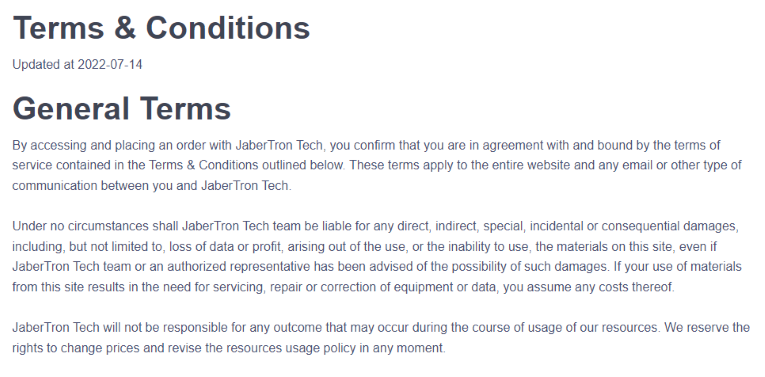 Terms & Conditions
Updated at 2022-07-14
General Terms
By accessing and placing an order with JaberTron Tech, you confirm that you are in agreement with and bound by the terms of
service contained in the Terms & Conditions outlined below. These terms apply to the entire website and any email or other type of
communication between you and JaberTron Tech.
Under no circumstances shall JaberTron Tech team be liable for any direct, indirect, special, incidental or consequential damages,
including, but not limited to, loss of data or profit, arising out of the use, or the inability to use, the materials on this site, even if
JaberTron Tech team or an authorized representative has been advised of the possibility of such damages. If your use of materials
from this site results in the need for servicing, repair or correction of equipment or data, you assume any costs thereof.
JaberTron Tech will not be responsible for any outcome that may occur during the course of usage of our resources. We reserve the
rights to change prices and revise the resources usage policy in any moment.